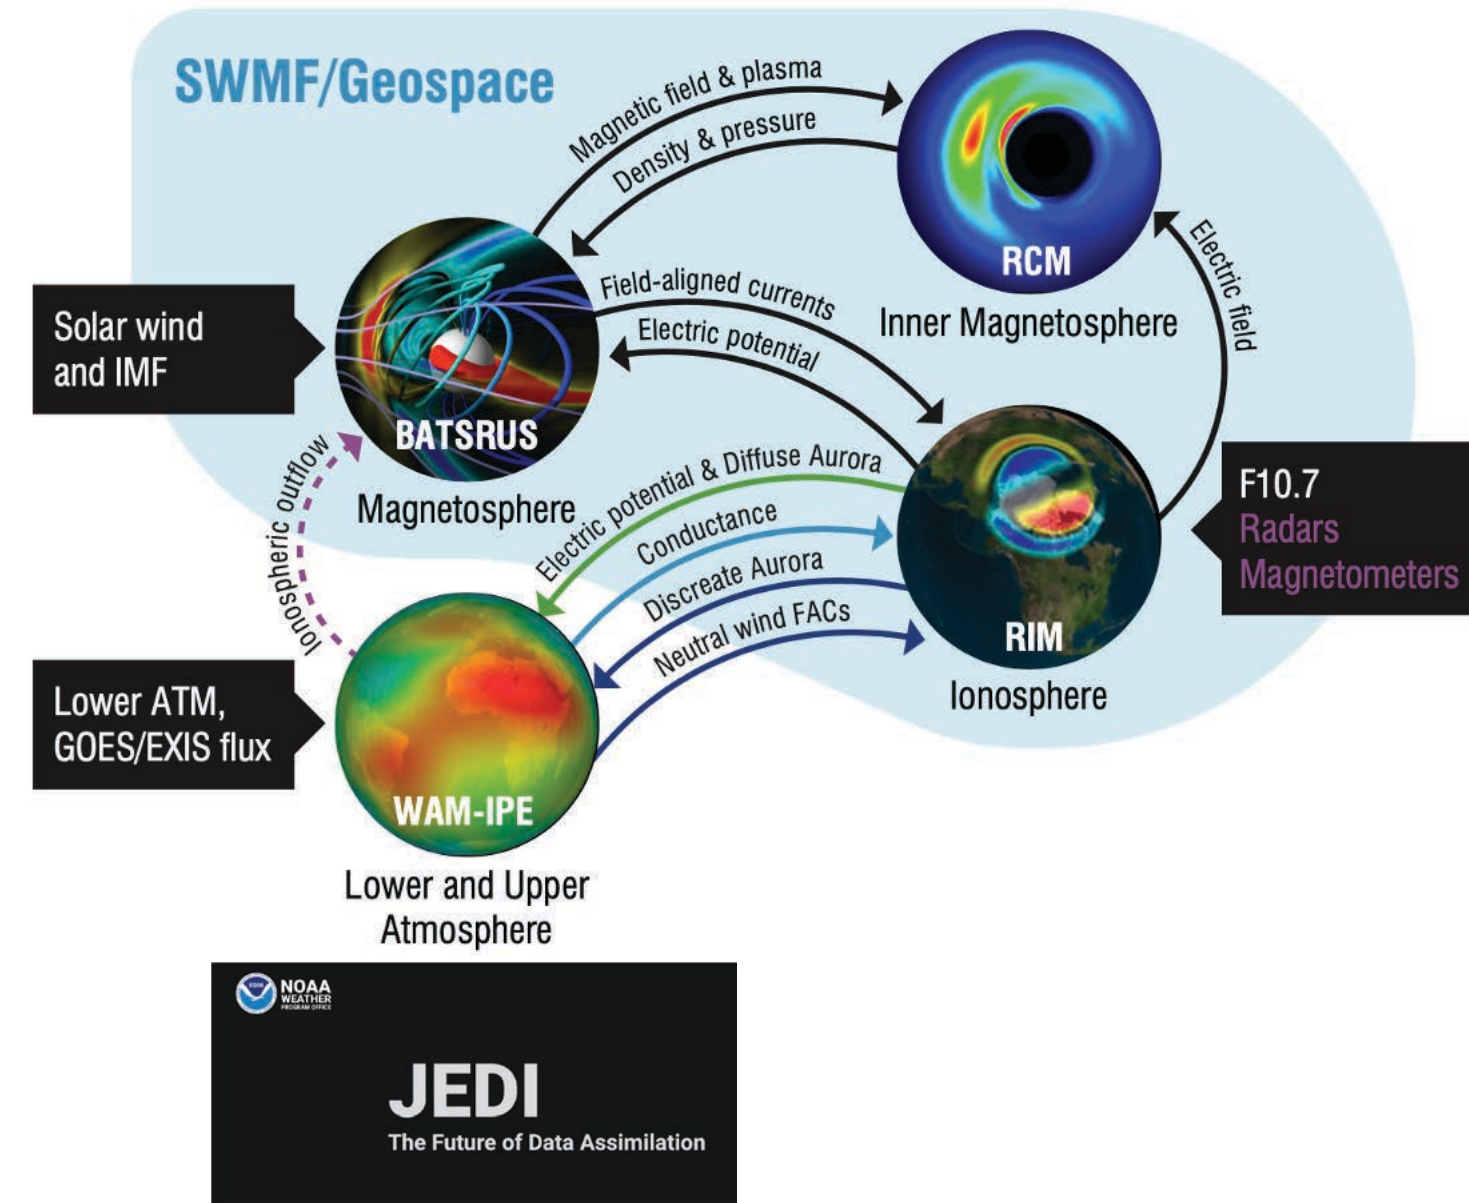 SWMF/Geospace
Magnetic field & plasma
Density & pressure
RCM
Inner Magnetosphere
Electric field
Field-aligned currents
Electric potential
Solar wind
and IMF
BATSRUS
Magnetosphere
Ionospheric outflow
Electric potential & Diffuse Aurora
Conductance
Discreate Aurora
Neutral wind FACs
RIM
Ionosphere
F10.7
Radars
Magnetometers
Lower ATM,
GOES/EXIS flux
WAM-IPE
Lower and Upper
Atmosphere
NOAA
WEATHER
PROGRAM OFFICE
JEDI
The Future of Data Assimilation